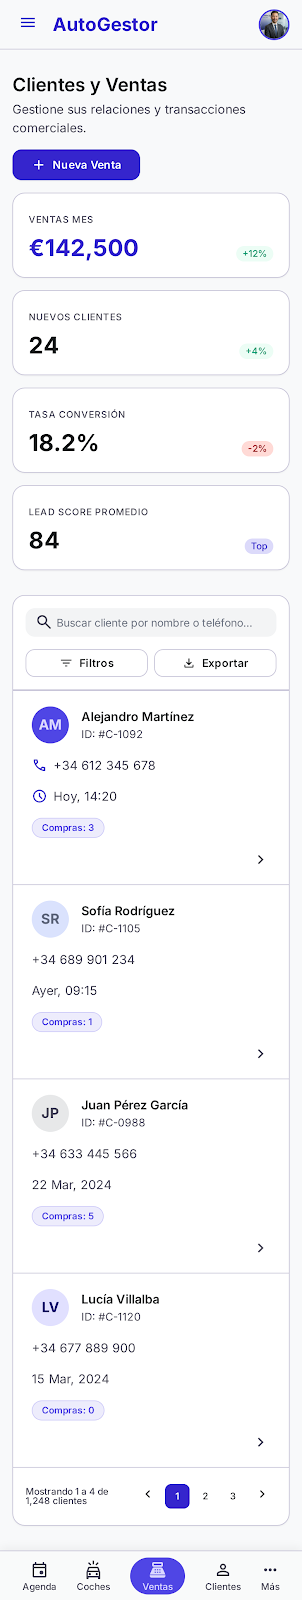 AutoGestor
Clientes y Ventas
Gestione sus relaciones y transacciones
comerciales.
+ Nueva Venta
VENTAS MES
€142,500
+12%
NUEVOS CLIENTES
24
+4%
TASA CONVERSIÓN
18.2%
-2%
LEAD SCORE PROMEDIO
84
Top
Buscar cliente por nombre o teléfono...
Filtros
Exportar
AM
Alejandro Martínez
ID: #C-1092
+34 612 345 678
Hoy, 14:20
Compras: 3
SR
Sofía Rodríguez
ID: #C-1105
+34 689 901 234
Ayer, 09:15
Compras: 1
JP
Juan Pérez García
ID: #C-0988
+34 633 445 566
22 Mar, 2024
Compras: 5
LV
Lucía Villalba
ID: #C-1120
+34 677 889 900
15 Mar, 2024
Compras: 0
Mostrando 1 a 4 de
1,248 clientes
1 2 3
Agenda Coches Ventas Clientes Más